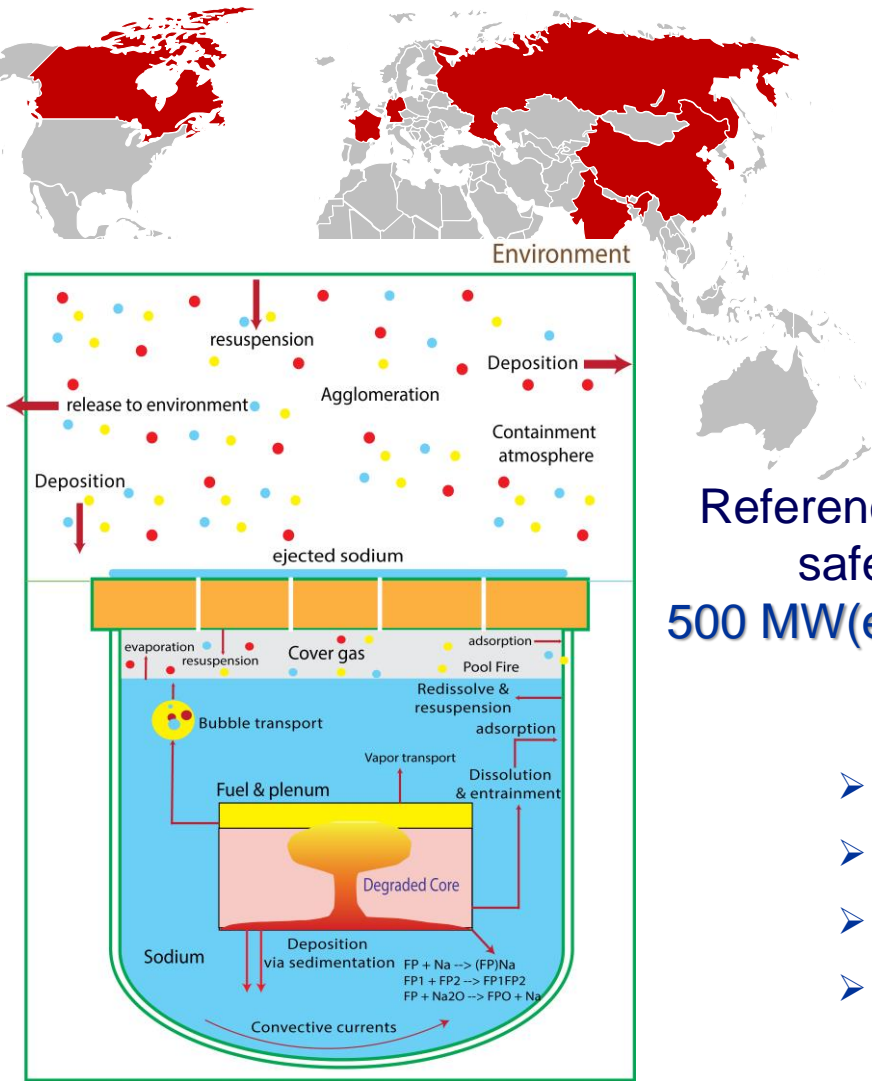 Environment
resuspension
Deposition
Agglomeration
release to environment
Containment
atmosphere
Deposition
ejected sodium
evaporation
resuspension
Cover gas
adsorption
Pool Fire
Redissolve &
resuspension
Bubble transport
adsorption
Vapor transport
Dissolution
& entrainment
Fuel & plenum
Degraded Core
Sodium
Deposition
via sedimentation
FP + Na --> (FP)Na
FP1 + FP2 --> FP1FP2
FP + Na2O --> FPO + Na
Convective currents
Referen
safe
500 MW(e